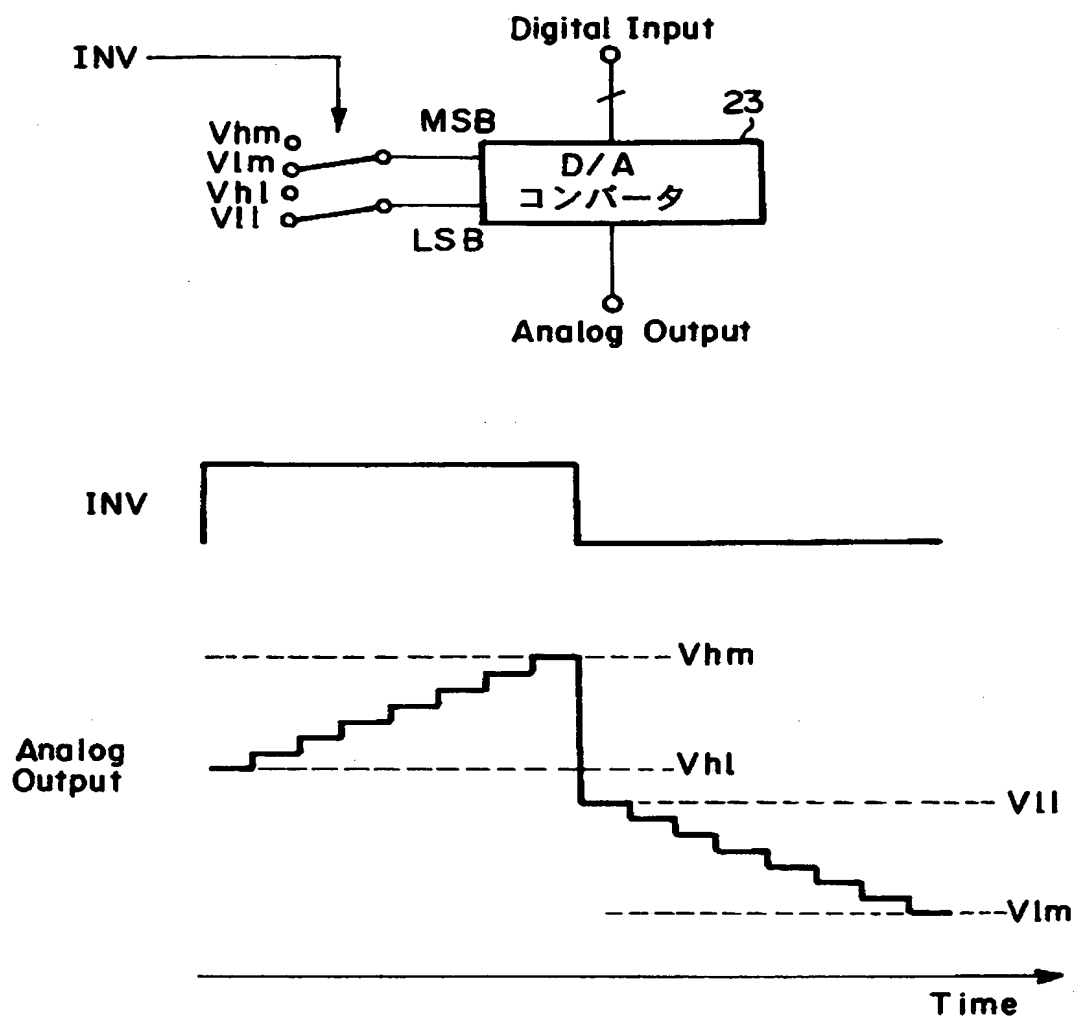 Digital Input
INV
23
MSB
Vhm
Vlm
Vhl
Vll
D/A
コンバータ
LSB
Analog Output
INV
Vhm
Analog
Output
Vhl
Vll
Vlm
Time